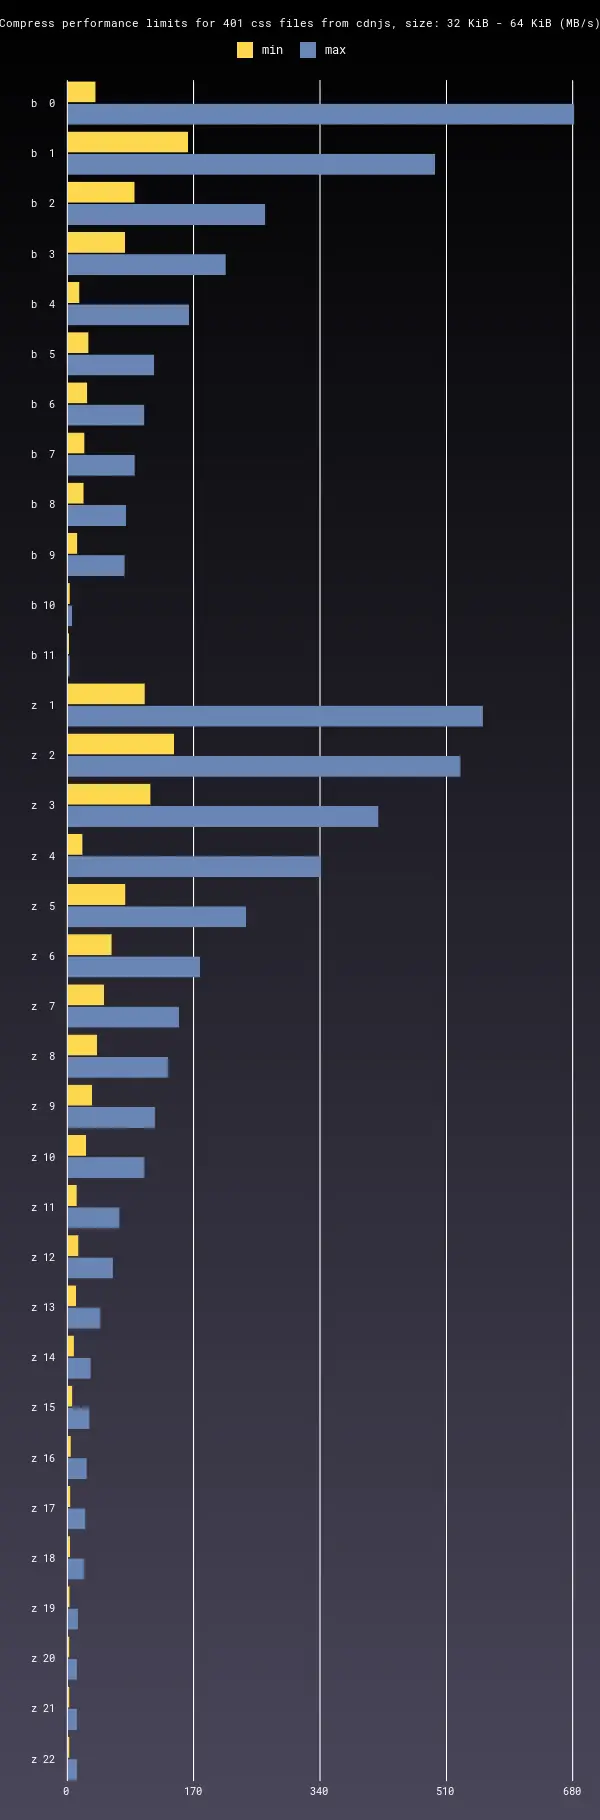 Compress performance limits for 401 css files from cdnjs, size: 32 KiB - 64 KiB (MB/s)
min max
b 0
b 1
b 2
b 3
b 4
b 5
b 6
b 7
b 8
b 9
b 10
b 11
z 1
z 2
z 3
z 4
z 5
z 6
z 7
z 8
z 9
z 10
z 11
z 12
z 13
z 14
z 15
z 16
z 17
z 18
z 19
z 20
z 21
z 22
0 170 340 510 680